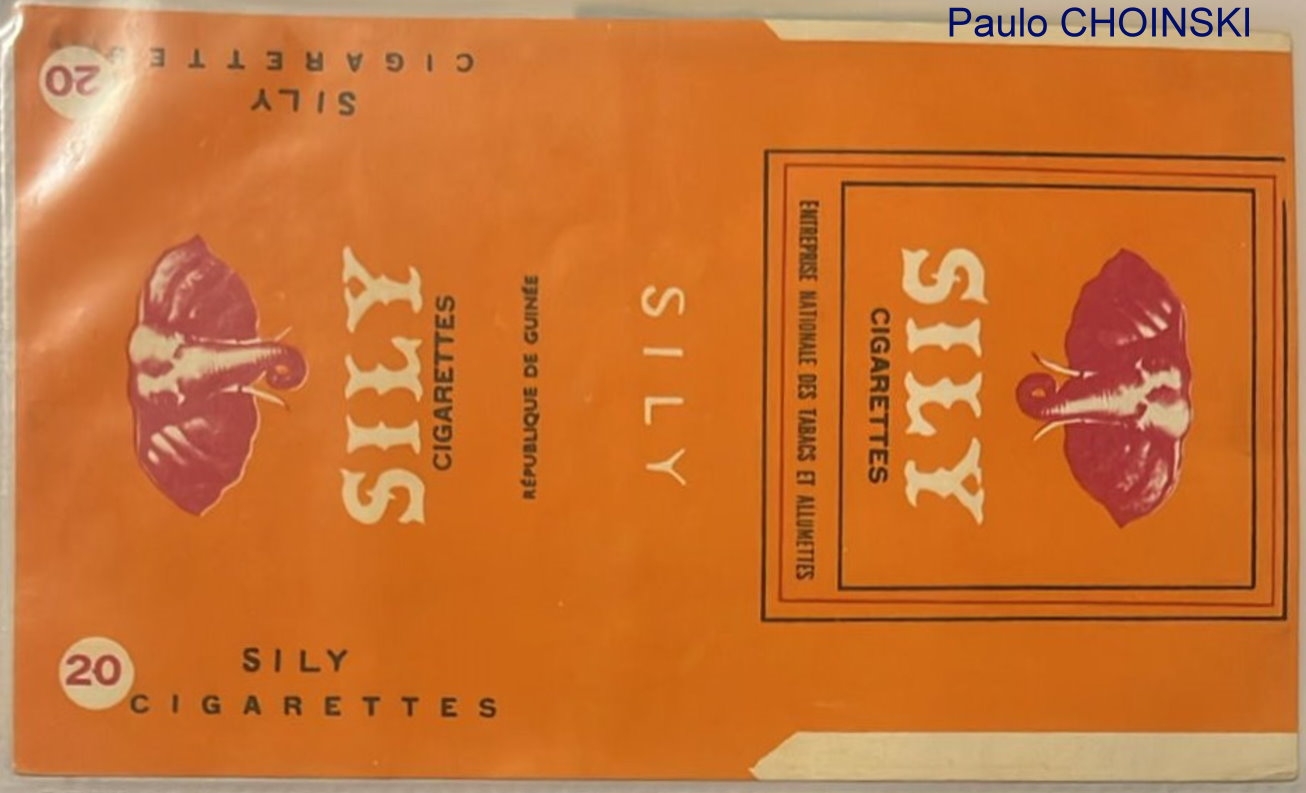 Paulo CHOINSKI
20
CIGARETTES
SILY
SILY
CIGARETTES
RÉPUBLIQUE DE GUINÉE
SILY
ENTREPRISE NATIONALE DES TABACS ET ALLUMETTES
SILY
CIGARETTES
20
SILY
CIGARETTES